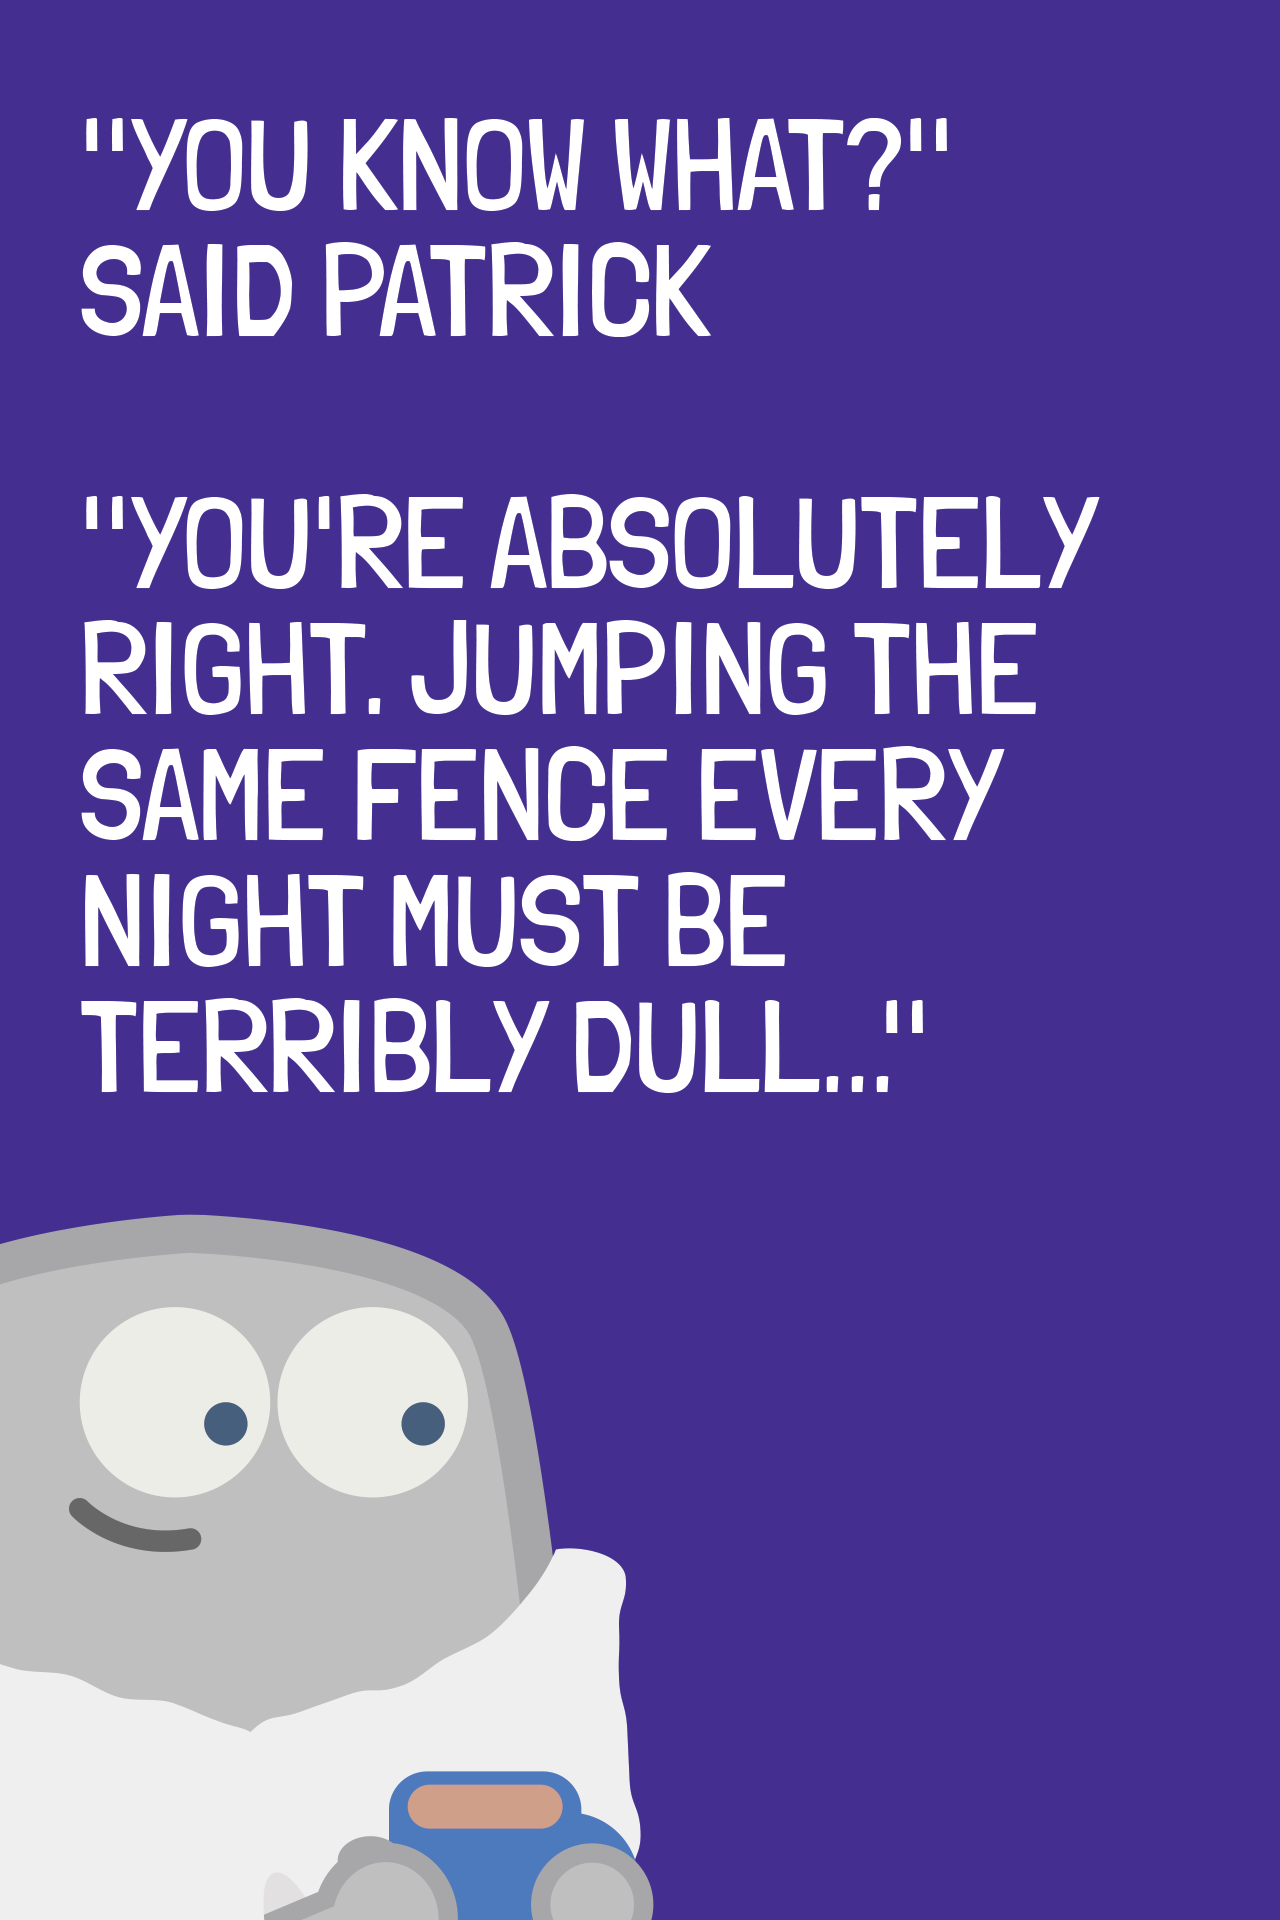 "YOU KNOW WHAT?"
SAID PATRICK
"YOU'RE ABSOLUTELY
RIGHT. JUMPING THE
SAME FENCE EVERY
NIGHT MUST BE
TERRIBLY DULL..."